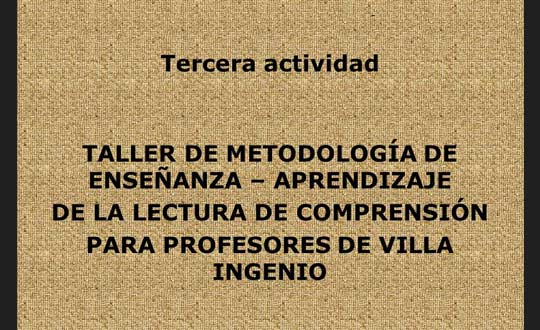 Tercera actividad
TALLER DE METODOLOGÍA DE
ENSEÑANZA – APRENDIZAJE
DE LA LECTURA DE COMPRENSIÓN
PARA PROFESORES DE VILLA
INGENIO